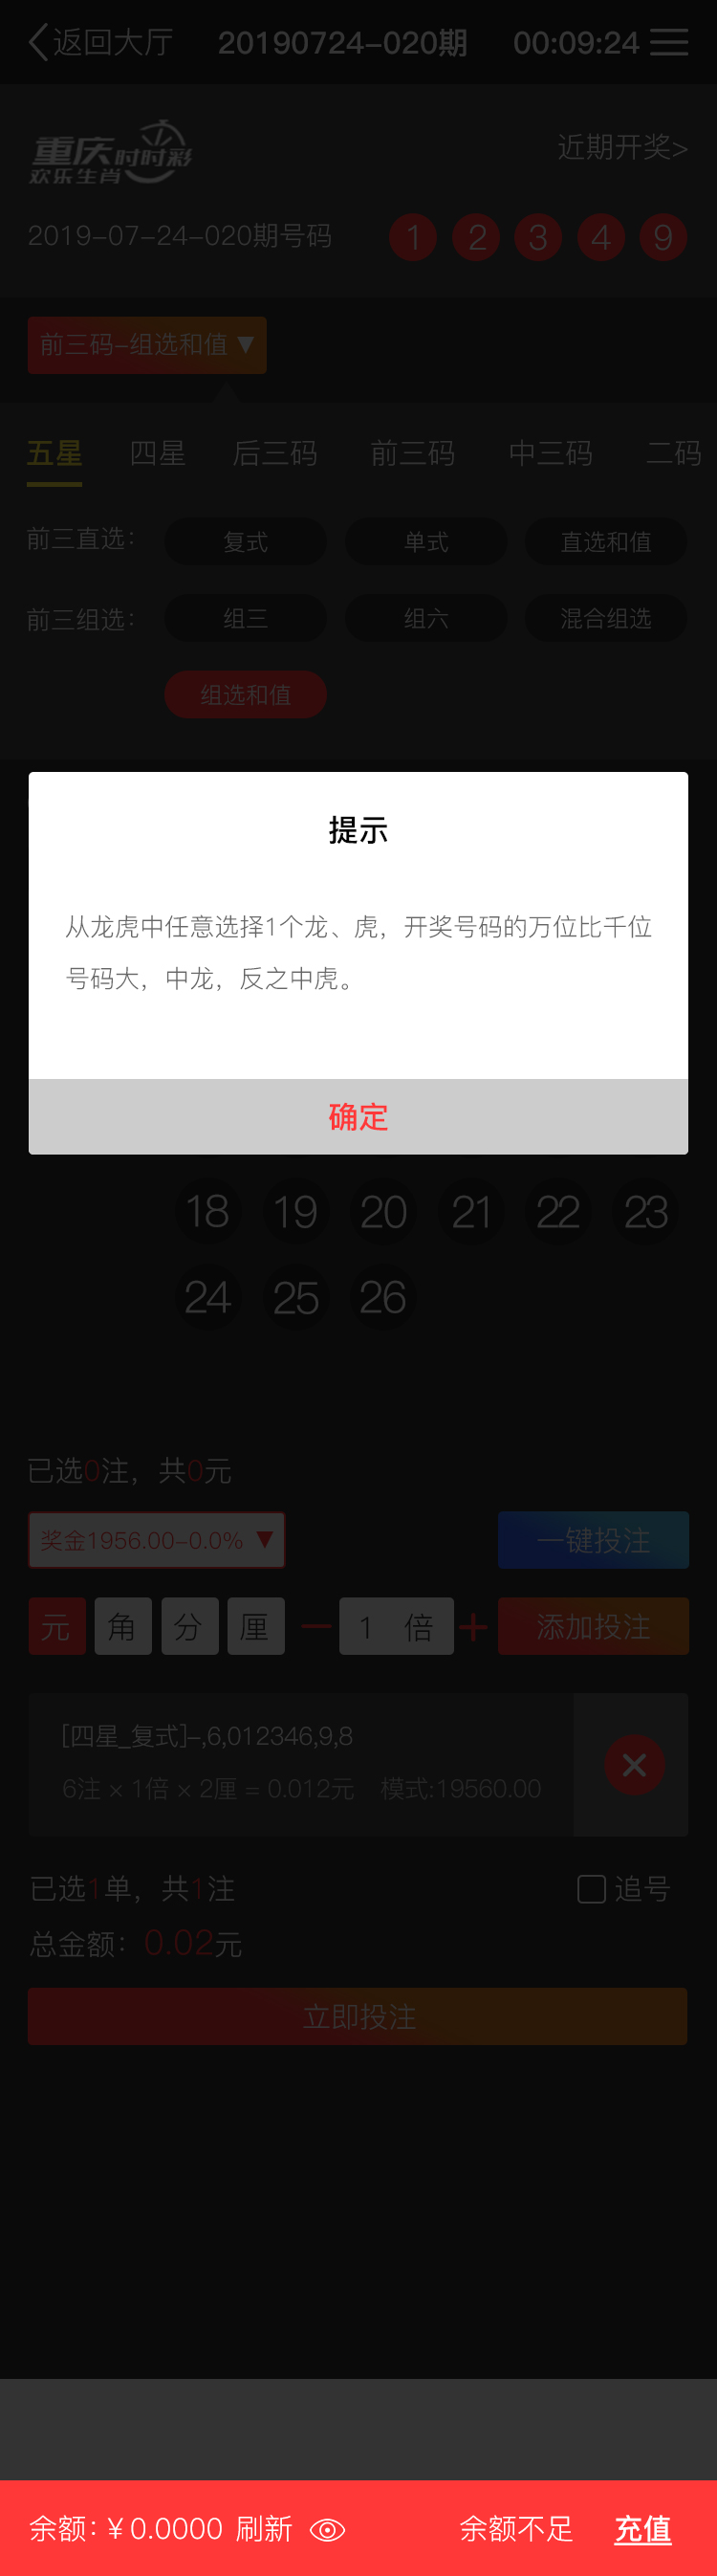 返回大厅 20190724-020期 00:09:24
重庆时时彩
欢乐生肖
近期开奖>
2019-07-24-020期号码 1 2 3 4 9
前三码-组选和值 ▼
五星 四星 后三码 前三码 中三码 二码
前三直选： 复式 单式 直选和值
前三组选： 组三 组六 混合组选
组选和值
提示
从龙虎中任意选择1个龙、虎，开奖号码的万位比千位
号码大，中龙，反之中虎。
确定
18 19 20 21 22 23
24 25 26
已选0注，共0元
奖金1956.00-0.0% ▼ 一键投注
元 角 分 厘 − 1 倍 + 添加投注
[四星_复式]-,6,012346,9,8
6注 × 1倍 × 2厘 = 0.012元 模式:19560.00
已选1单，共1注 追号
总金额：0.02元
立即投注
余额：¥0.0000 刷新 余额不足 充值